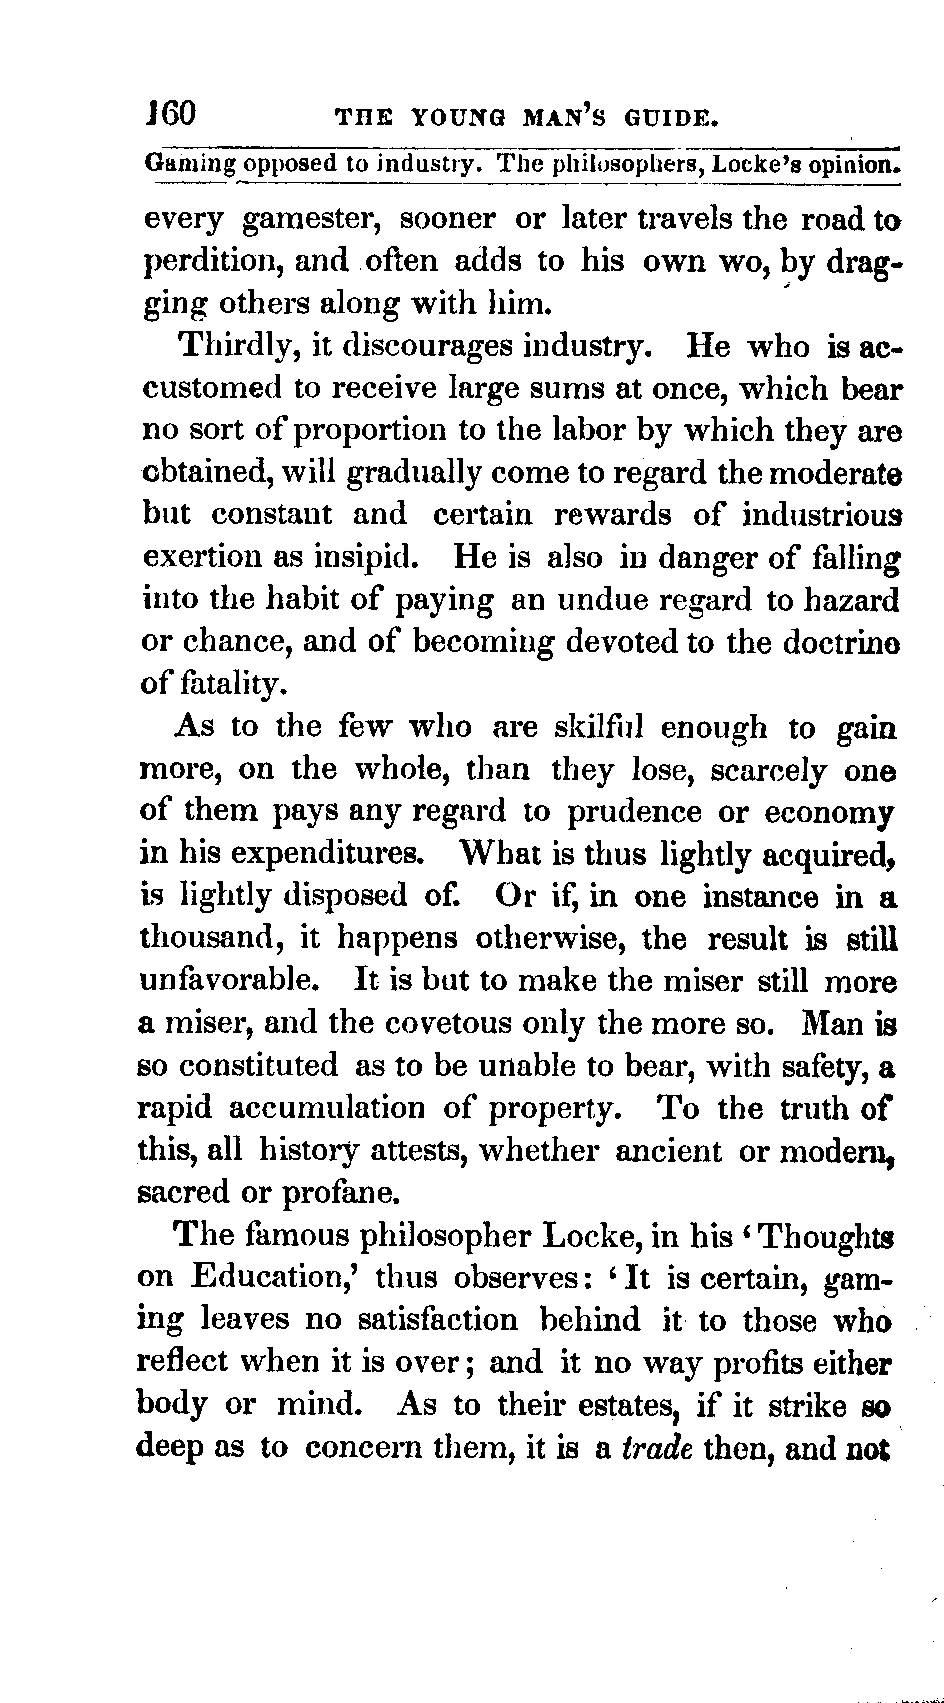 160 THE YOUNG MAN'S GUIDE.
Gaming opposed to industry. The philosophers, Locke's opinion.
every gamester, sooner or later travels the road to
perdition, and often adds to his own wo, by drag-
ging others along with him.
Thirdly, it discourages industry. He who is ac-
customed to receive large sums at once, which bear
no sort of proportion to the labor by which they are
obtained, will gradually come to regard the moderate
but constant and certain rewards of industrious
exertion as insipid. He is also in danger of falling
into the habit of paying an undue regard to hazard
or chance, and of becoming devoted to the doctrine
of fatality.
As to the few who are skilful enough to gain
more, on the whole, than they lose, scarcely one
of them pays any regard to prudence or economy
in his expenditures. What is thus lightly acquired,
is lightly disposed of. Or if, in one instance in a
thousand, it happens otherwise, the result is still
unfavorable. It is but to make the miser still more
a miser, and the covetous only the more so. Man is
so constituted as to be unable to bear, with safety, a
rapid accumulation of property. To the truth of
this, all history attests, whether ancient or modern,
sacred or profane.
The famous philosopher Locke, in his ‘Thoughts
on Education,’ thus observes: ‘It is certain, gam-
ing leaves no satisfaction behind it to those who
reflect when it is over; and it no way profits either
body or mind. As to their estates, if it strike so
deep as to concern them, it is a trade then, and not